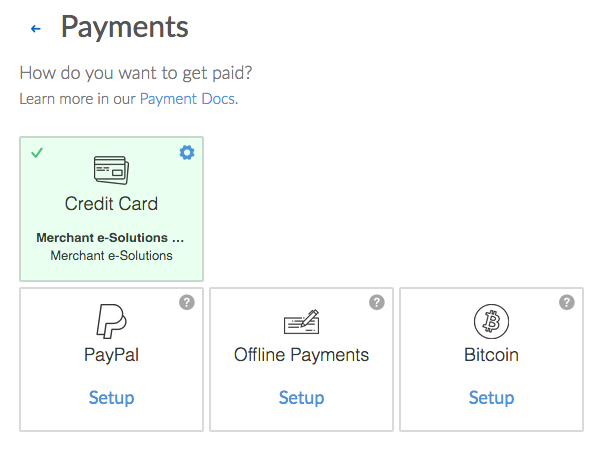 Payments
How do you want to get paid?
Learn more in our Payment Docs.
Credit Card
Merchant e-Solutions ...
Merchant e-Solutions
?
PayPal
Setup
?
Offline Payments
Setup
?
Bitcoin
Setup